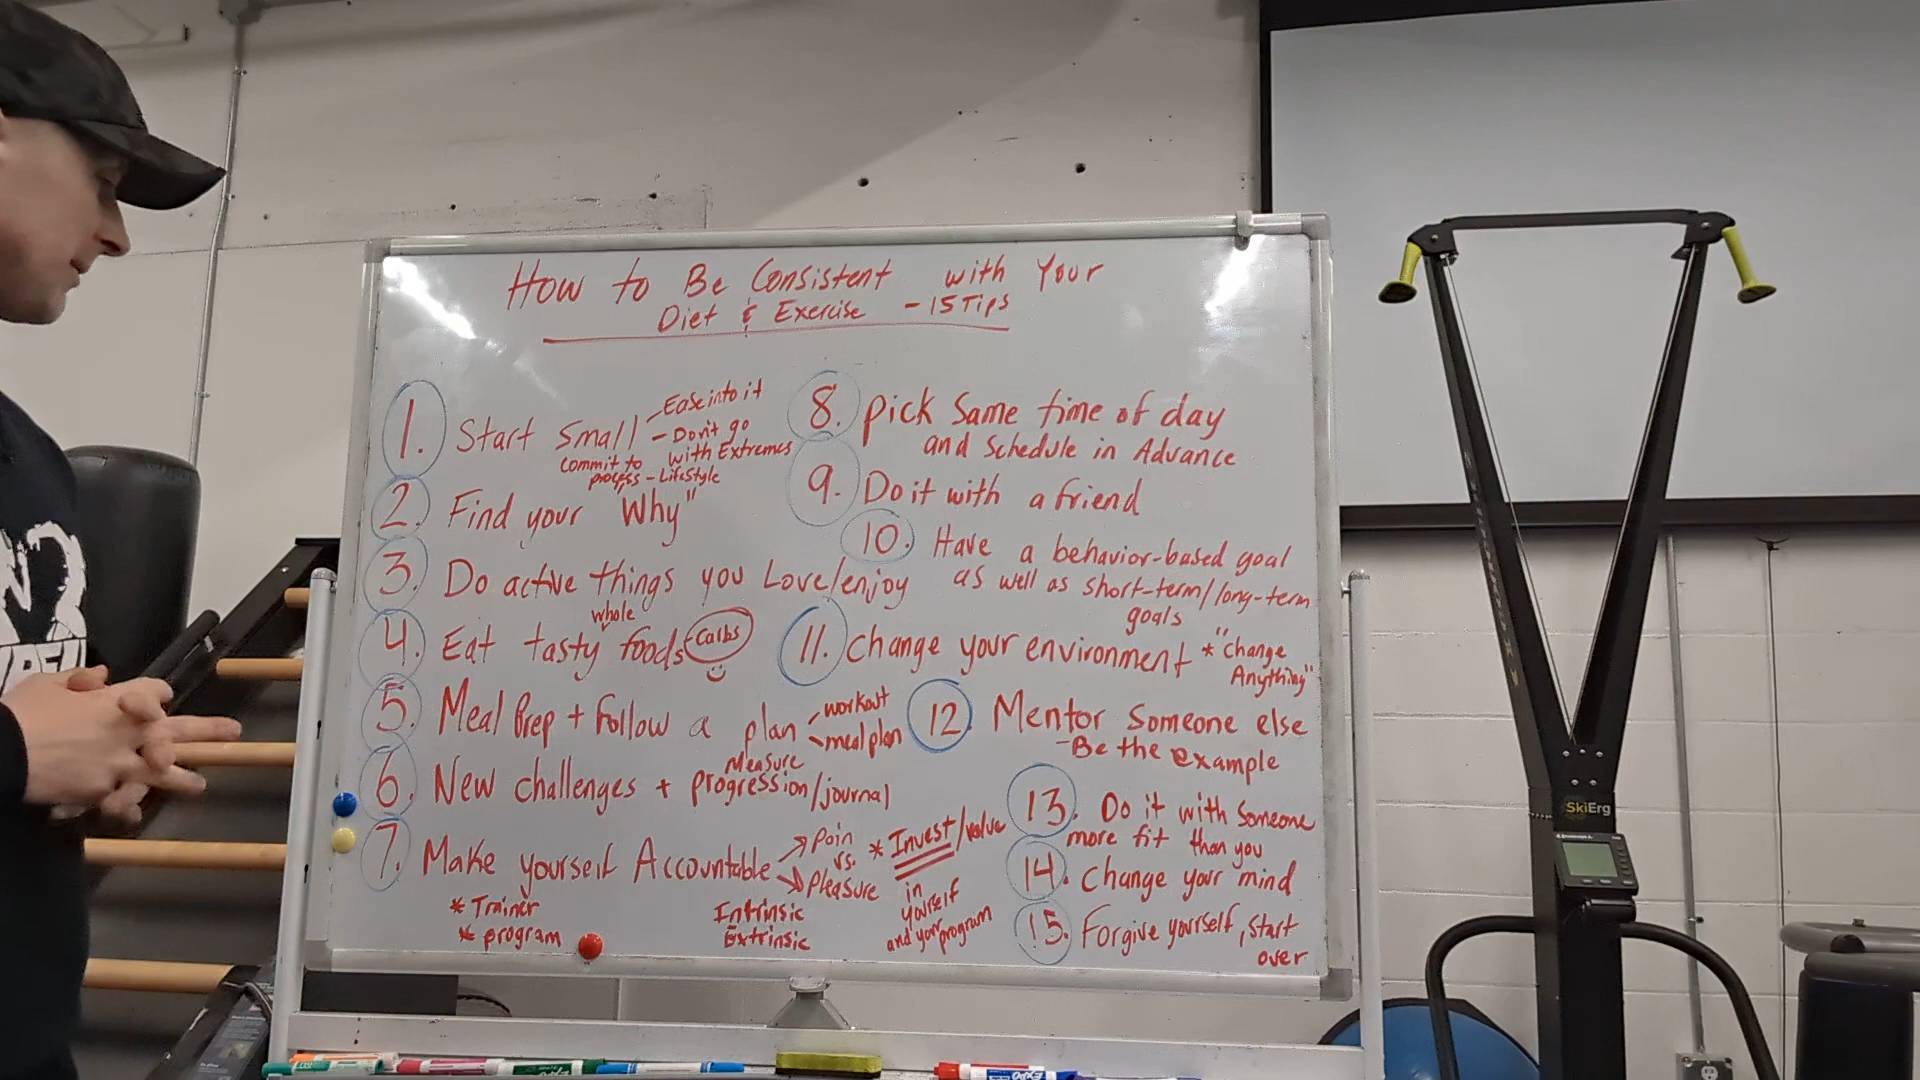 How to Be Consistent with Your
Diet & Exercise - 15 Tips
1. Start Small
- Ease into it
- Don't go
with Extremes
Commit to
process - Lifestyle
2. Find your "Why"
3. Do active things you Love/enjoy
4. Eat tasty whole foods Carbs
5. Meal Prep + Follow a plan
workout
meal plan
6. New challenges + Measure progression/journal
7. Make yourself Accountable
Pain
vs.
Pleasure
* Invest/value
in
yourself
and your program
* Trainer
* program
Intrinsic
Extrinsic
8. Pick Same time of day
and Schedule in Advance
9. Do it with a friend
10. Have a behavior-based goal
as well as short-term/long-term
goals
11. Change your environment * "Change
Anything"
12. Mentor Someone else
- Be the example
13. Do it with Someone
more fit than you
14. Change your mind
15. Forgive yourself, start
over
SkiErg
EXPO